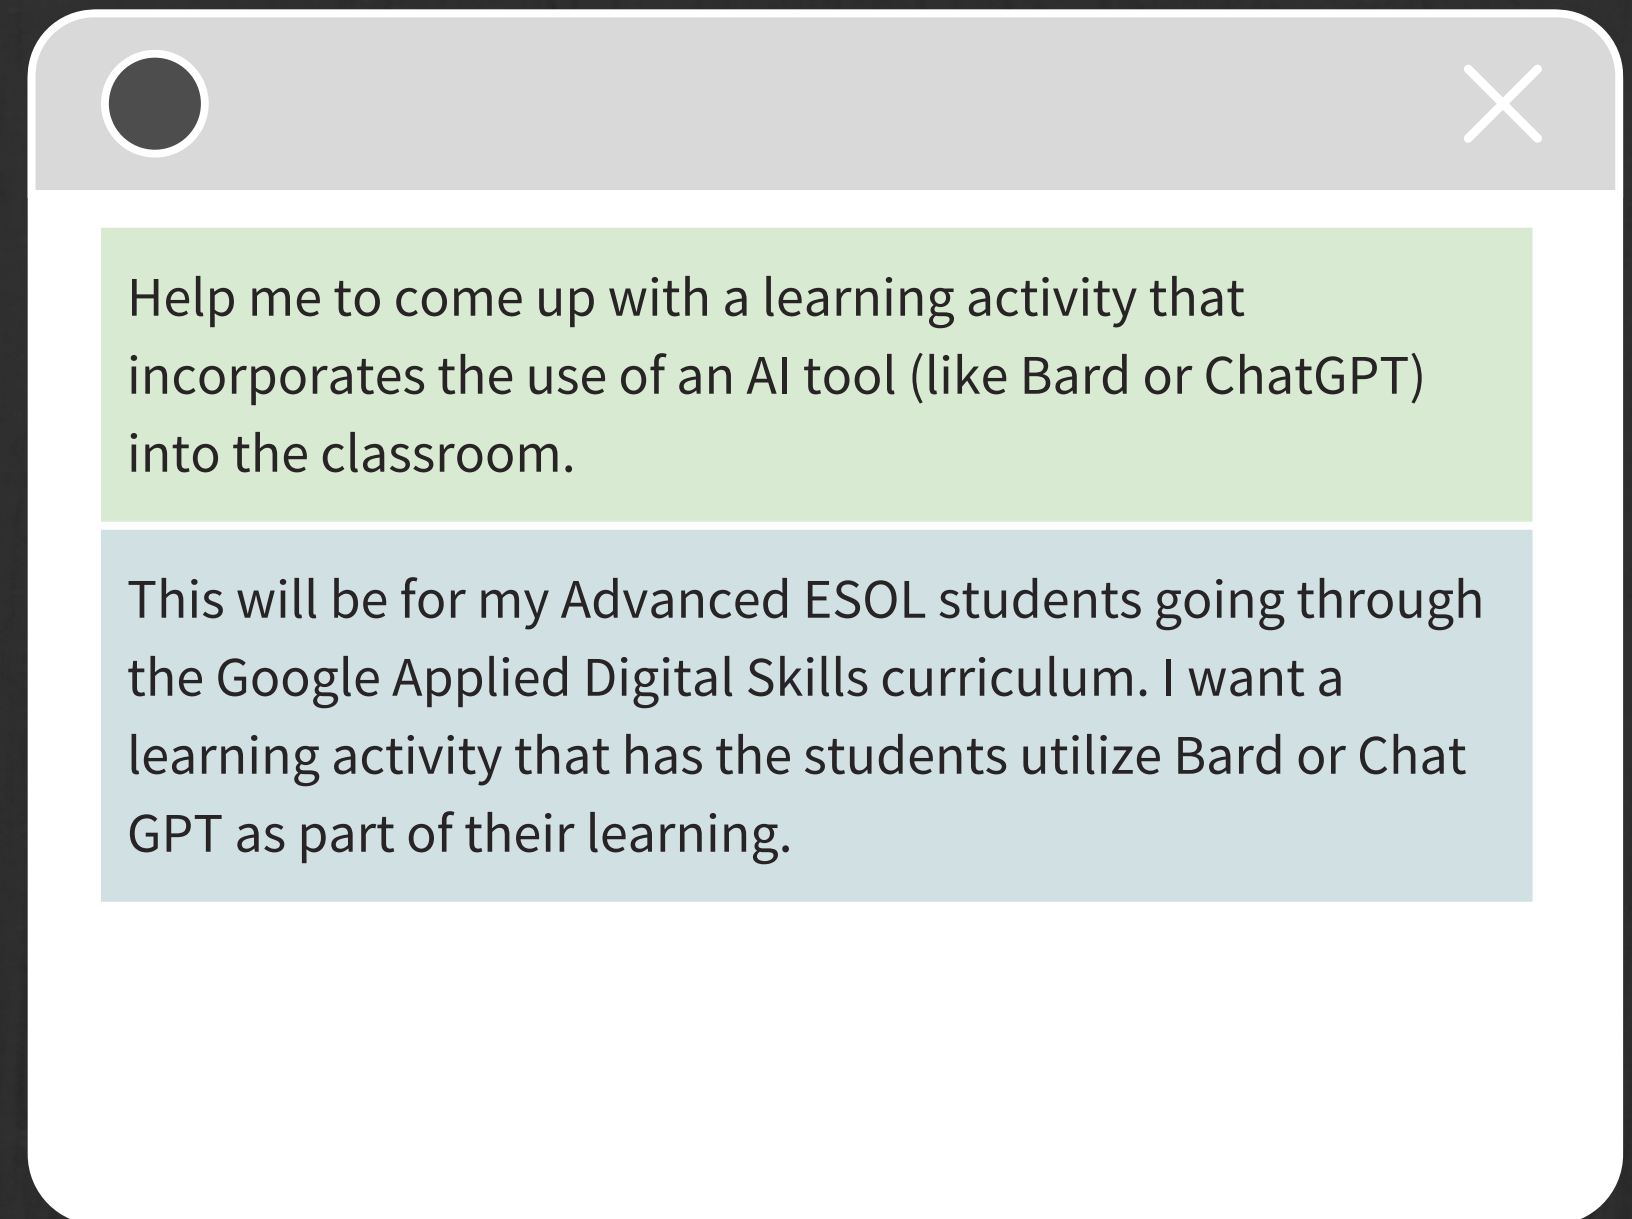 Help me to come up with a learning activity that
incorporates the use of an AI tool (like Bard or ChatGPT)
into the classroom.
This will be for my Advanced ESOL students going through
the Google Applied Digital Skills curriculum. I want a
learning activity that has the students utilize Bard or Chat
GPT as part of their learning.